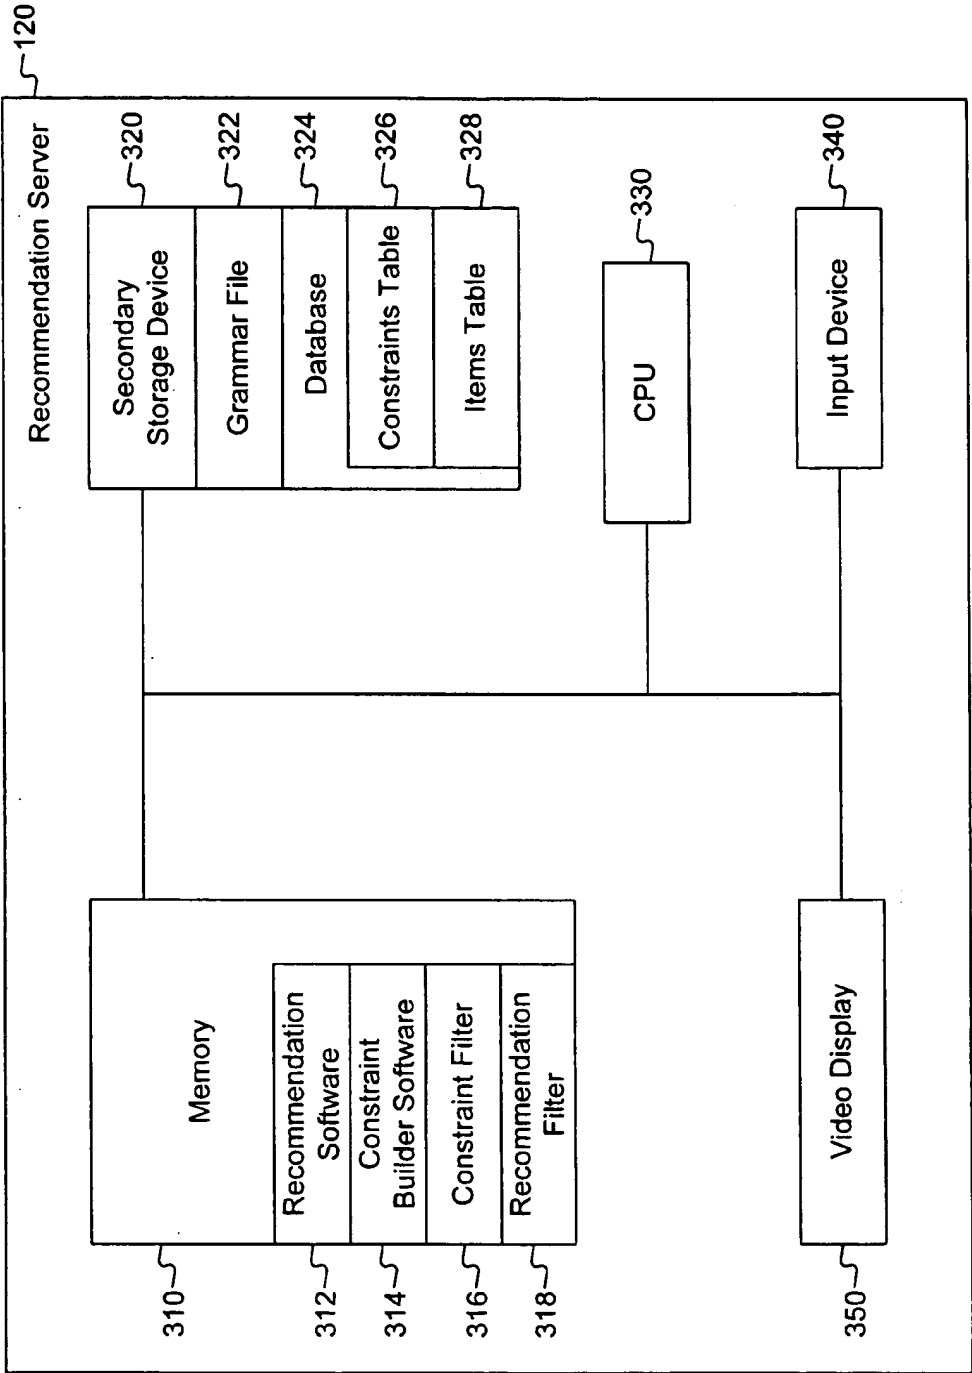 120
Recommendation Server
Memory
310
Recommendation
Software
312
Constraint
Builder Software
314
Constraint Filter
316
Recommendation
Filter
318
Secondary
Storage Device
320
Grammar File
322
Database
324
Constraints Table
326
Items Table
328
CPU
330
Video Display
350
Input Device
340